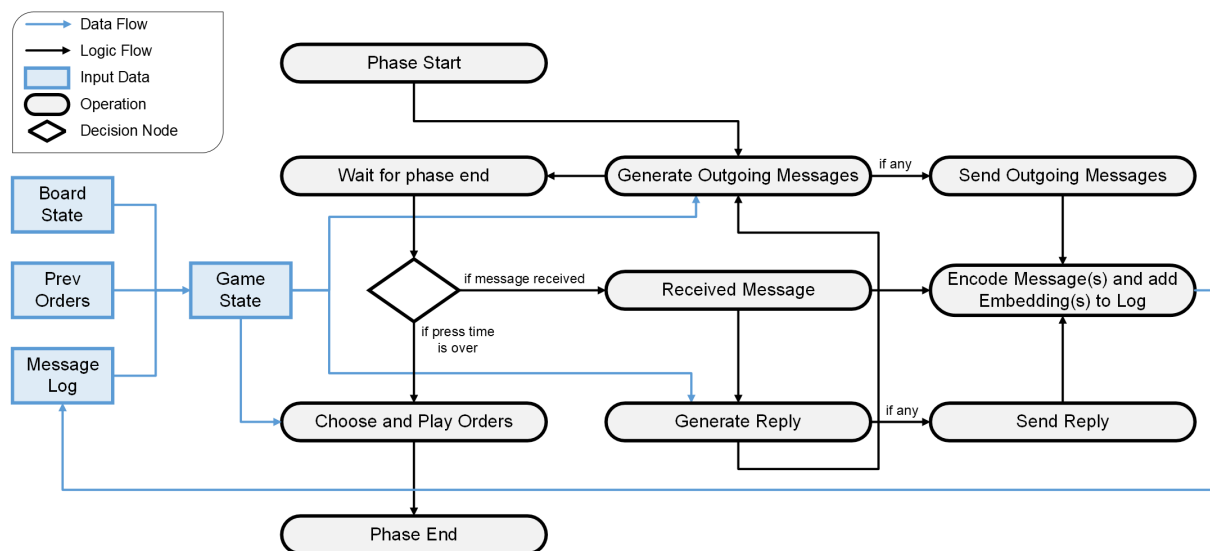 Data Flow
Logic Flow
Input Data
Operation
Decision Node
Phase Start
Wait for phase end
Generate Outgoing Messages
if any
Send Outgoing Messages
Board
State
Prev
Orders
Message
Log
Game
State
if message received
Received Message
Encode Message(s) and add
Embedding(s) to Log
if press time
is over
Choose and Play Orders
Generate Reply
if any
Send Reply
Phase End